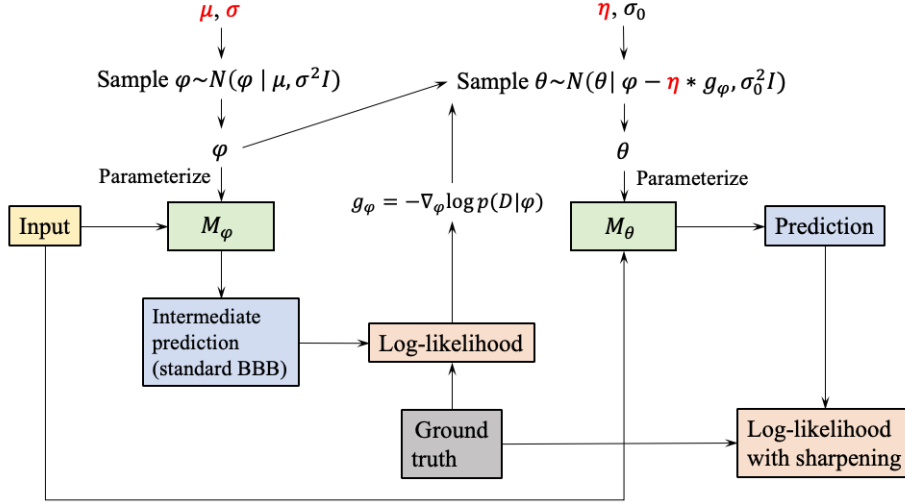 μ, σ
η, σ₀
Sample φ~N(φ | μ, σ²I)
Sample θ~N(θ| φ − η * g_φ, σ₀²I)
φ
θ
Parameterize
Parameterize
g_φ = −∇_φ log p(D|φ)
Input
M_φ
M_θ
Prediction
Intermediate
prediction
(standard BBB)
Log-likelihood
Ground
truth
Log-likelihood
with sharpening